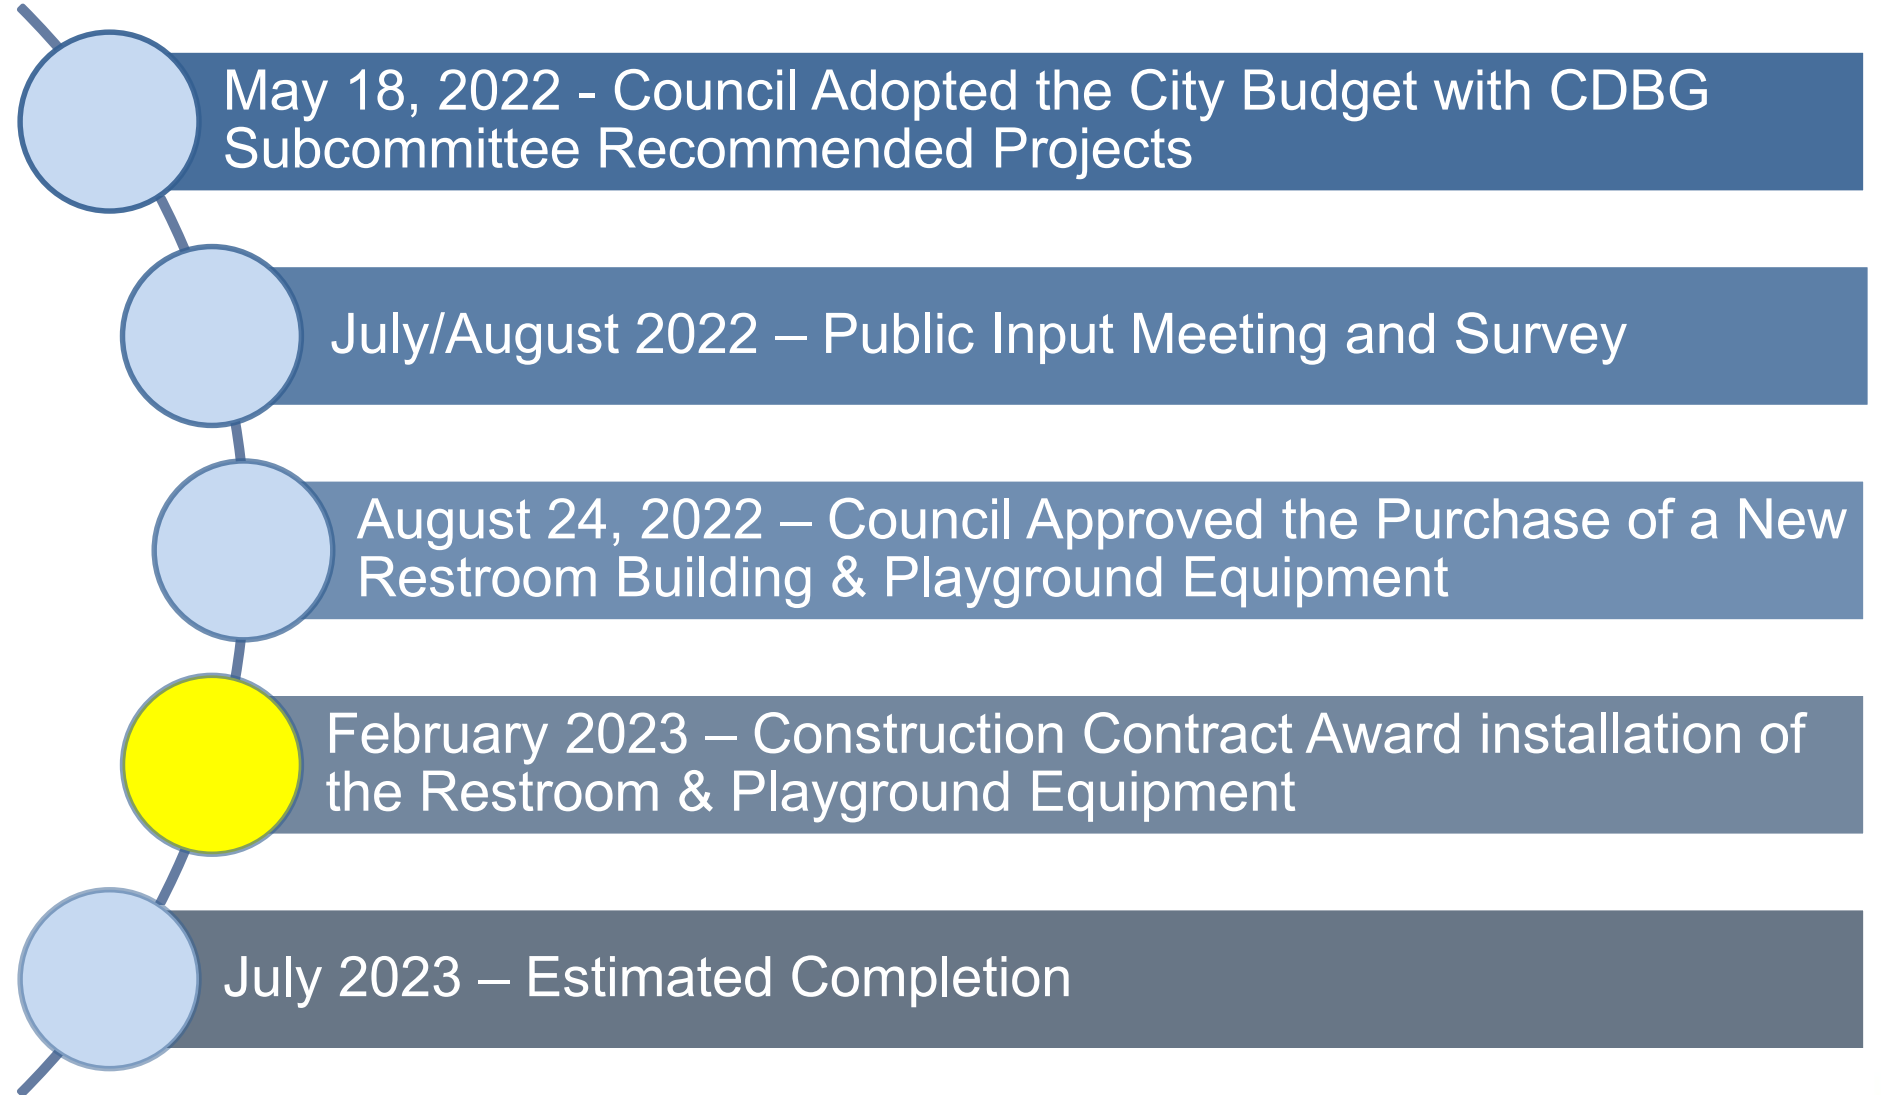 May 18, 2022 - Council Adopted the City Budget with CDBG
Subcommittee Recommended Projects
July/August 2022 – Public Input Meeting and Survey
August 24, 2022 – Council Approved the Purchase of a New
Restroom Building & Playground Equipment
February 2023 – Construction Contract Award installation of
the Restroom & Playground Equipment
July 2023 – Estimated Completion